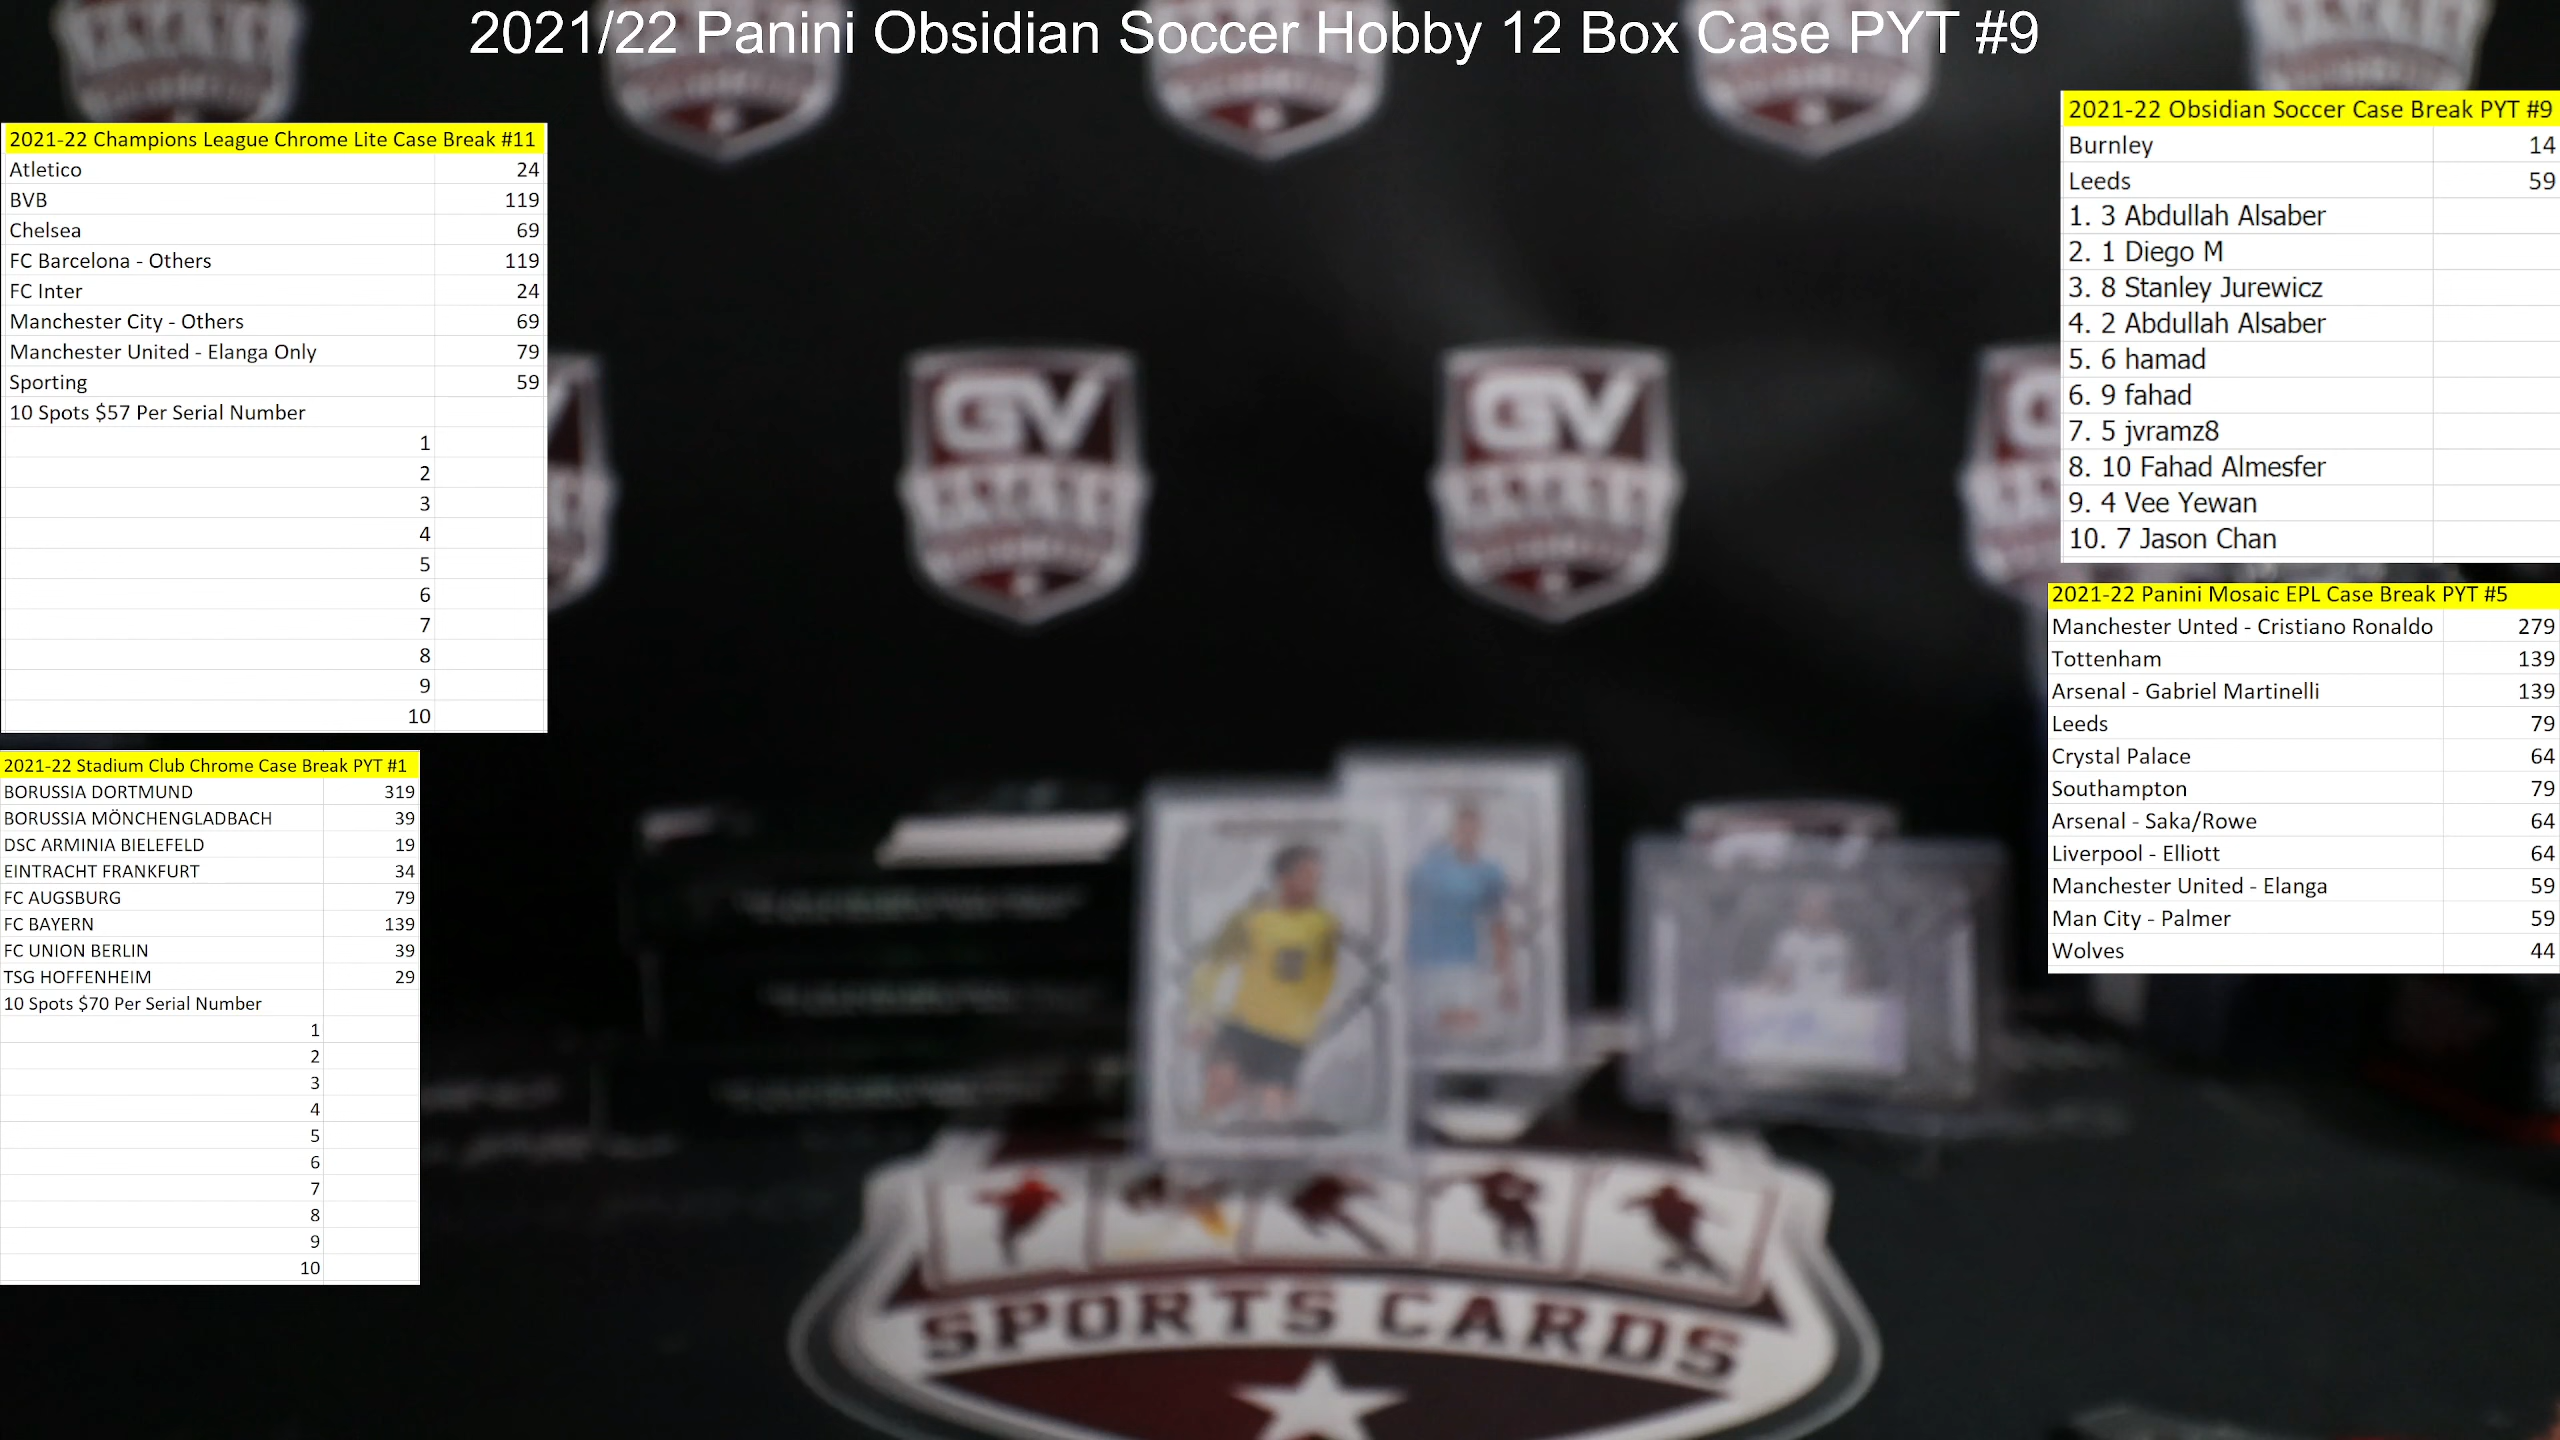 2021/22 Panini Obsidian Soccer Hobby 12 Box Case PYT #9
2021-22 Champions League Chrome Lite Case Break #11
Atletico 24
BVB 119
Chelsea 69
FC Barcelona - Others 119
FC Inter 24
Manchester City - Others 69
Manchester United - Elanga Only 79
Sporting 59
10 Spots $57 Per Serial Number
1
2
3
4
5
6
7
8
9
10
2021-22 Stadium Club Chrome Case Break PYT #1
BORUSSIA DORTMUND 319
BORUSSIA MÖNCHENGLADBACH 39
DSC ARMINIA BIELEFELD 19
EINTRACHT FRANKFURT 34
FC AUGSBURG 79
FC BAYERN 139
FC UNION BERLIN 39
TSG HOFFENHEIM 29
10 Spots $70 Per Serial Number
1
2
3
4
5
6
7
8
9
10
2021-22 Obsidian Soccer Case Break PYT #9
Burnley 14
Leeds 59
1. 3 Abdullah Alsaber
2. 1 Diego M
3. 8 Stanley Jurewicz
4. 2 Abdullah Alsaber
5. 6 hamad
6. 9 fahad
7. 5 jvramz8
8. 10 Fahad Almesfer
9. 4 Vee Yewan
10. 7 Jason Chan
2021-22 Panini Mosaic EPL Case Break PYT #5
Manchester Unted - Cristiano Ronaldo 279
Tottenham 139
Arsenal - Gabriel Martinelli 139
Leeds 79
Crystal Palace 64
Southampton 79
Arsenal - Saka/Rowe 64
Liverpool - Elliott 64
Manchester United - Elanga 59
Man City - Palmer 59
Wolves 44
GV
GV
SPORTS CARDS